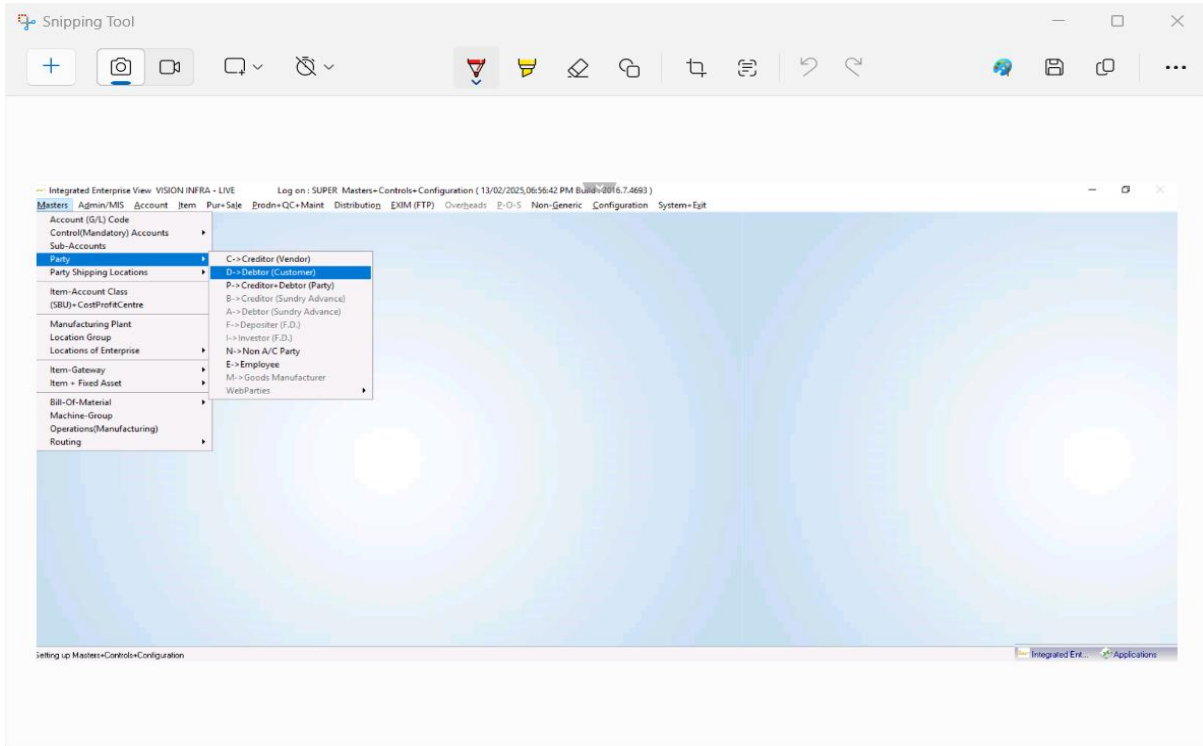 Snipping Tool
Integrated Enterprise View VISION INFRA - LIVE Log on : SUPER Masters+Controls+Configuration ( 13/02/2025,06:56:42 PM Build :2016.7.4693 )
Masters Admin/MIS Account Item Pur+Sale Prodn+QC+Maint Distribution EXIM (FTP) Overheads P-O-S Non-Generic Configuration System+Exit
Account (G/L) Code
Control(Mandatory) Accounts
Sub-Accounts
Party
Party Shipping Locations
Item-Account Class
(SBU)+CostProfitCentre
Manufacturing Plant
Location Group
Locations of Enterprise
Item-Gateway
Item + Fixed Asset
Bill-Of-Material
Machine-Group
Operations(Manufacturing)
Routing
C->Creditor (Vendor)
D->Debtor (Customer)
P->Creditor+Debtor (Party)
B->Creditor (Sundry Advance)
A->Debtor (Sundry Advance)
F->Depositer (F.D.)
I->Investor (F.D.)
N->Non A/C Party
E->Employee
M->Goods Manufacturer
WebParties
Setting up Masters+Controls+Configuration
Integrated Ent... Applications